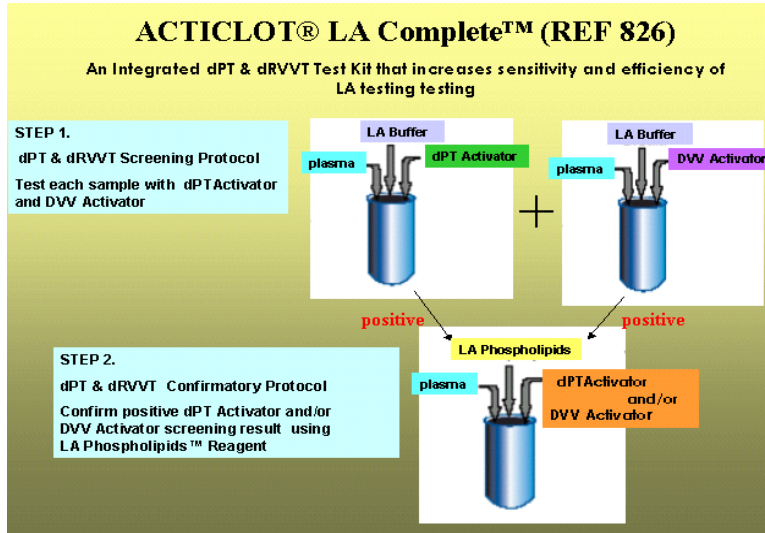 ACTICLOT® LA Complete™ (REF 826)
An Integrated dPT & dRVVT Test Kit that increases sensitivity and efficiency of
LA testing testing
STEP 1.
dPT & dRVVT Screening Protocol
Test each sample with dPTActivator
and DVV Activator
LA Buffer
plasma
dPT Activator
+
LA Buffer
plasma
DVV Activator
positive
positive
STEP 2.
dPT & dRVVT Confirmatory Protocol
Confirm positive dPT Activator and/or
DVV Activator screening result using
LA Phospholipids™ Reagent
LA Phospholipids
plasma
dPTActivator
and/or
DVV Activator